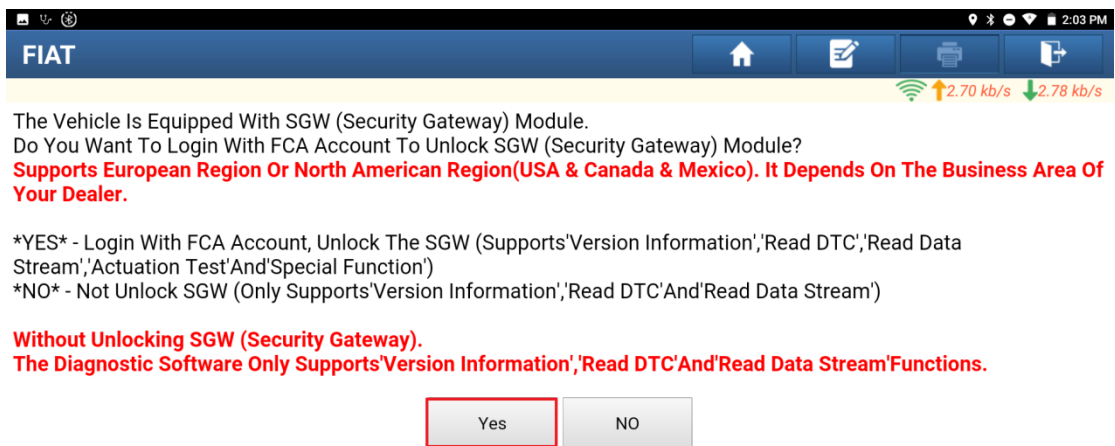 2:03 PM
FIAT
2.70 kb/s 2.78 kb/s
The Vehicle Is Equipped With SGW (Security Gateway) Module.
Do You Want To Login With FCA Account To Unlock SGW (Security Gateway) Module?
Supports European Region Or North American Region(USA & Canada & Mexico). It Depends On The Business Area Of
Your Dealer.
*YES* - Login With FCA Account, Unlock The SGW (Supports'Version Information','Read DTC','Read Data
Stream','Actuation Test'And'Special Function')
*NO* - Not Unlock SGW (Only Supports'Version Information','Read DTC'And'Read Data Stream')
Without Unlocking SGW (Security Gateway).
The Diagnostic Software Only Supports'Version Information','Read DTC'And'Read Data Stream'Functions.
Yes NO